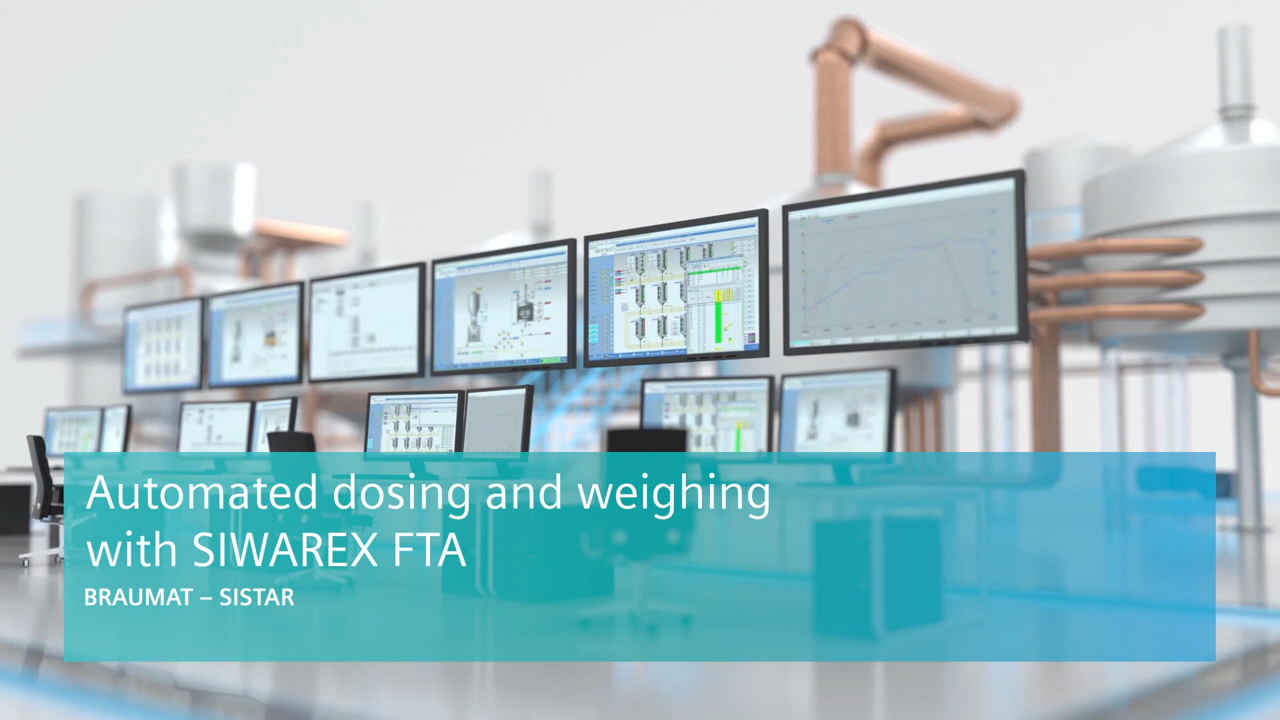 Automated dosing and weighing
with SIWAREX FTA
BRAUMAT – SISTAR